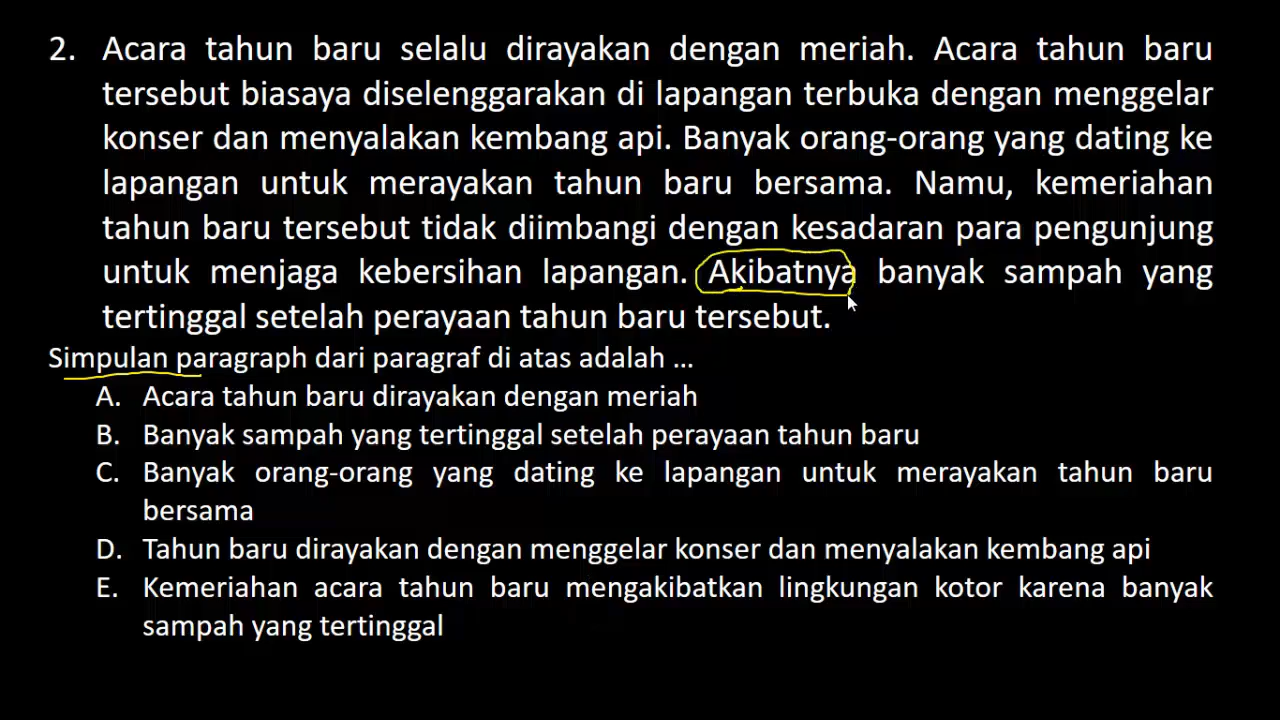 2. Acara tahun baru selalu dirayakan dengan meriah. Acara tahun baru
tersebut biasaya diselenggarakan di lapangan terbuka dengan menggelar
konser dan menyalakan kembang api. Banyak orang-orang yang dating ke
lapangan untuk merayakan tahun baru bersama. Namu, kemeriahan
tahun baru tersebut tidak diimbangi dengan kesadaran para pengunjung
untuk menjaga kebersihan lapangan. Akibatnya banyak sampah yang
tertinggal setelah perayaan tahun baru tersebut.
Simpulan paragraph dari paragraf di atas adalah ...
A. Acara tahun baru dirayakan dengan meriah
B. Banyak sampah yang tertinggal setelah perayaan tahun baru
C. Banyak orang-orang yang dating ke lapangan untuk merayakan tahun baru
bersama
D. Tahun baru dirayakan dengan menggelar konser dan menyalakan kembang api
E. Kemeriahan acara tahun baru mengakibatkan lingkungan kotor karena banyak
sampah yang tertinggal